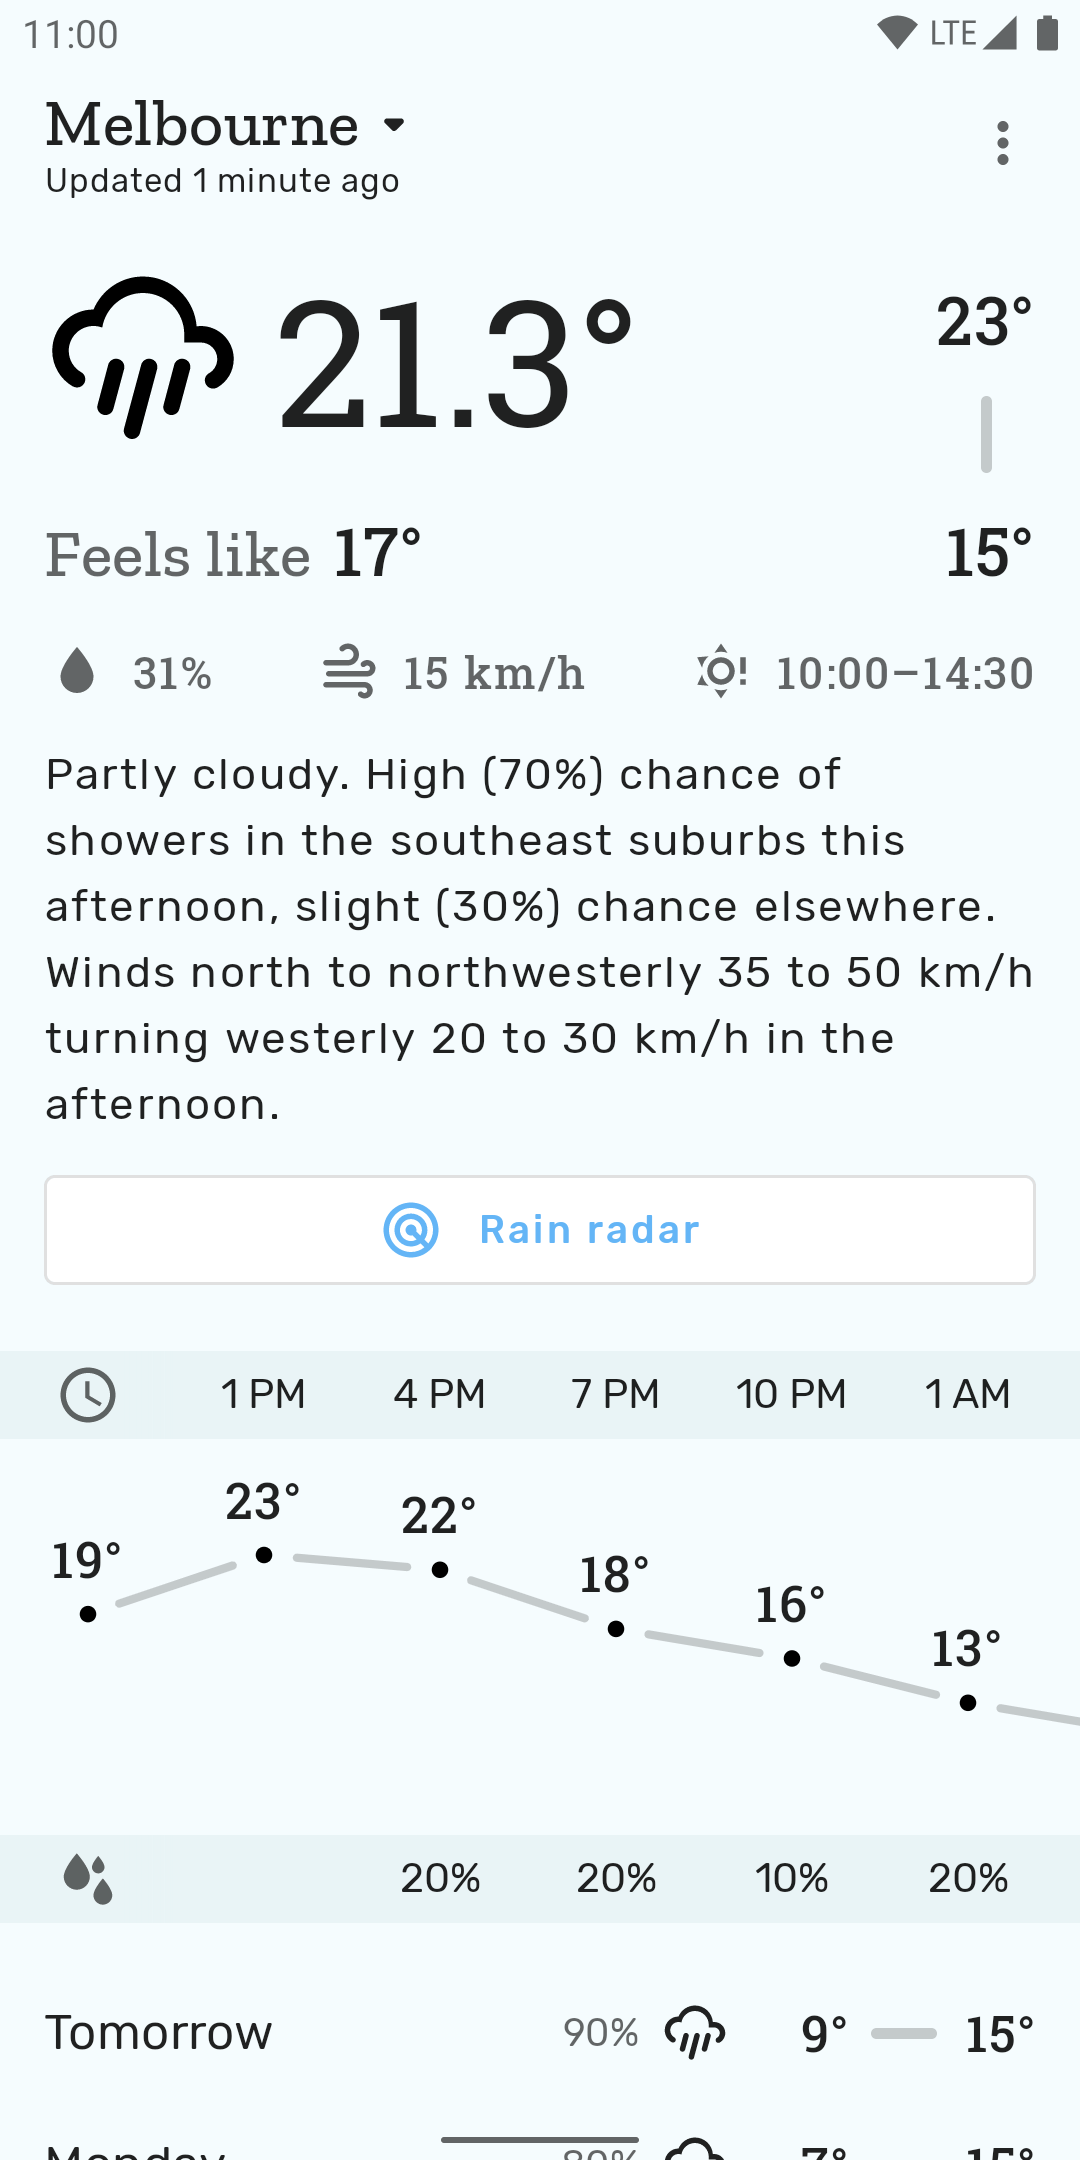 11:00 LTE
Melbourne
Updated 1 minute ago
21.3° 23°
Feels like 17° 15°
31% 15 km/h 10:00–14:30
Partly cloudy. High (70%) chance of
showers in the southeast suburbs this
afternoon, slight (30%) chance elsewhere.
Winds north to northwesterly 35 to 50 km/h
turning westerly 20 to 30 km/h in the
afternoon.
Rain radar
1 PM 4 PM 7 PM 10 PM 1 AM
19° 23° 22° 18° 16° 13°
20% 20% 10% 20%
Tomorrow 90% 9° 15°
Monday 80% 7° 15°